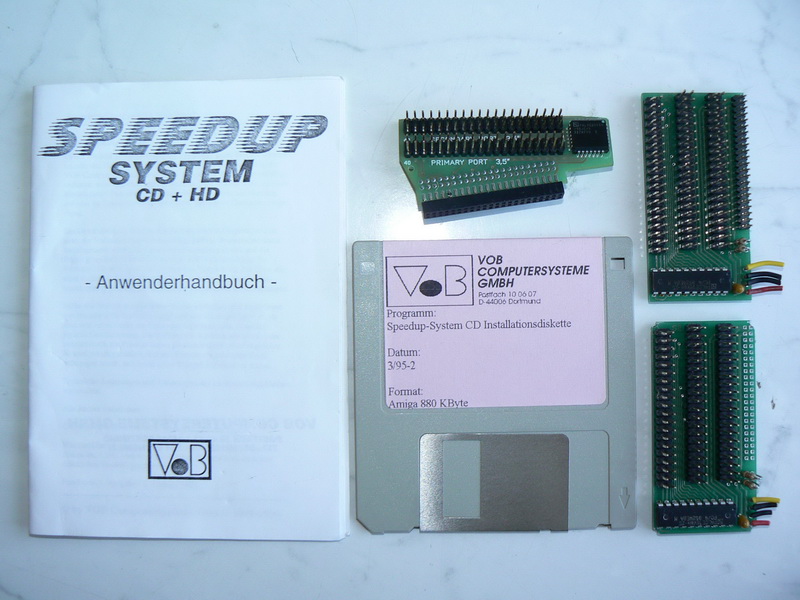 SPEEDUP
SYSTEM
CD + HD
- Anwenderhandbuch -
VOB
40
PRIMARY PORT 3,5"
VOB
VOB
COMPUTERSYSTEME
GMBH
Postfach 10 06 07
D-44006 Dortmund
Programm:
Speedup-System CD Installationsdiskette
Datum:
3/95-2
Format:
Amiga 880 KByte